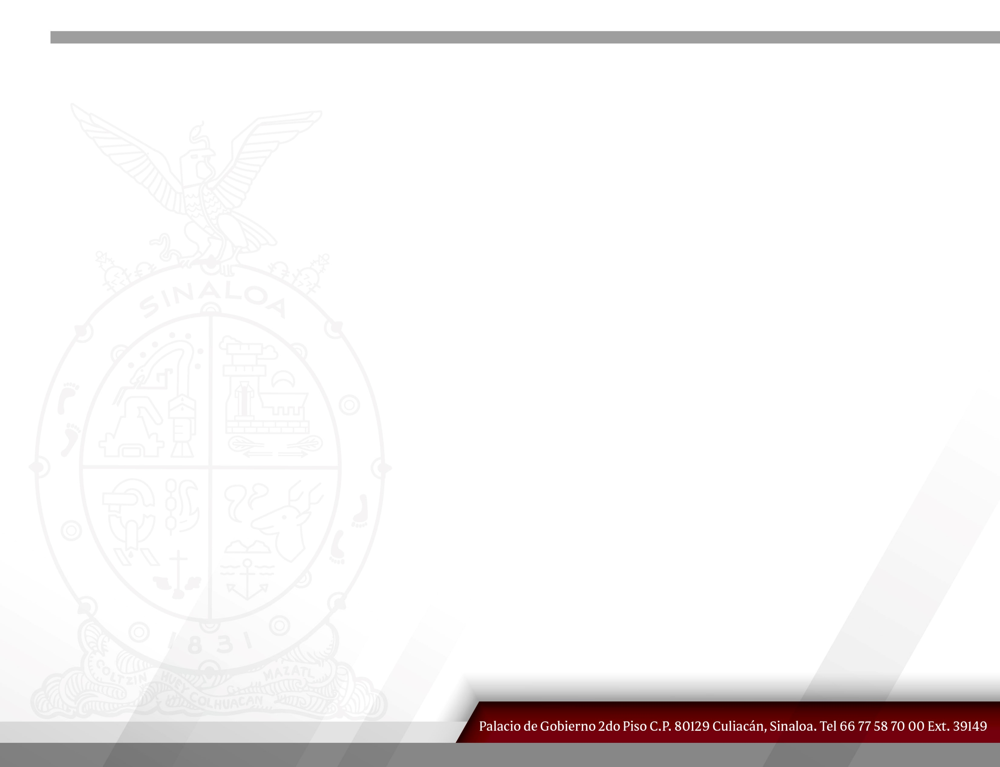 SINALOA
1831
COLTZIN HUEY COLHUACAN MAZATL
Palacio de Gobierno 2do Piso C.P. 80129 Culiacán, Sinaloa. Tel 66 77 58 70 00 Ext. 39149